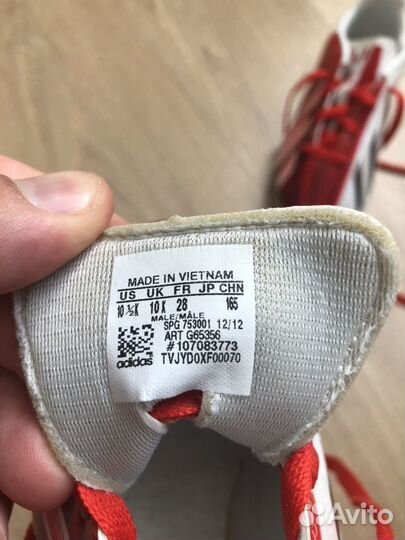 MADE IN VIETNAM
US UK FR JP CHN
10 ½K 10 K 28 165
MALE/MÂLE
SPG 753001 12/12
ART G65356
#107083773
adidas TVJYD0XF00070
Avito